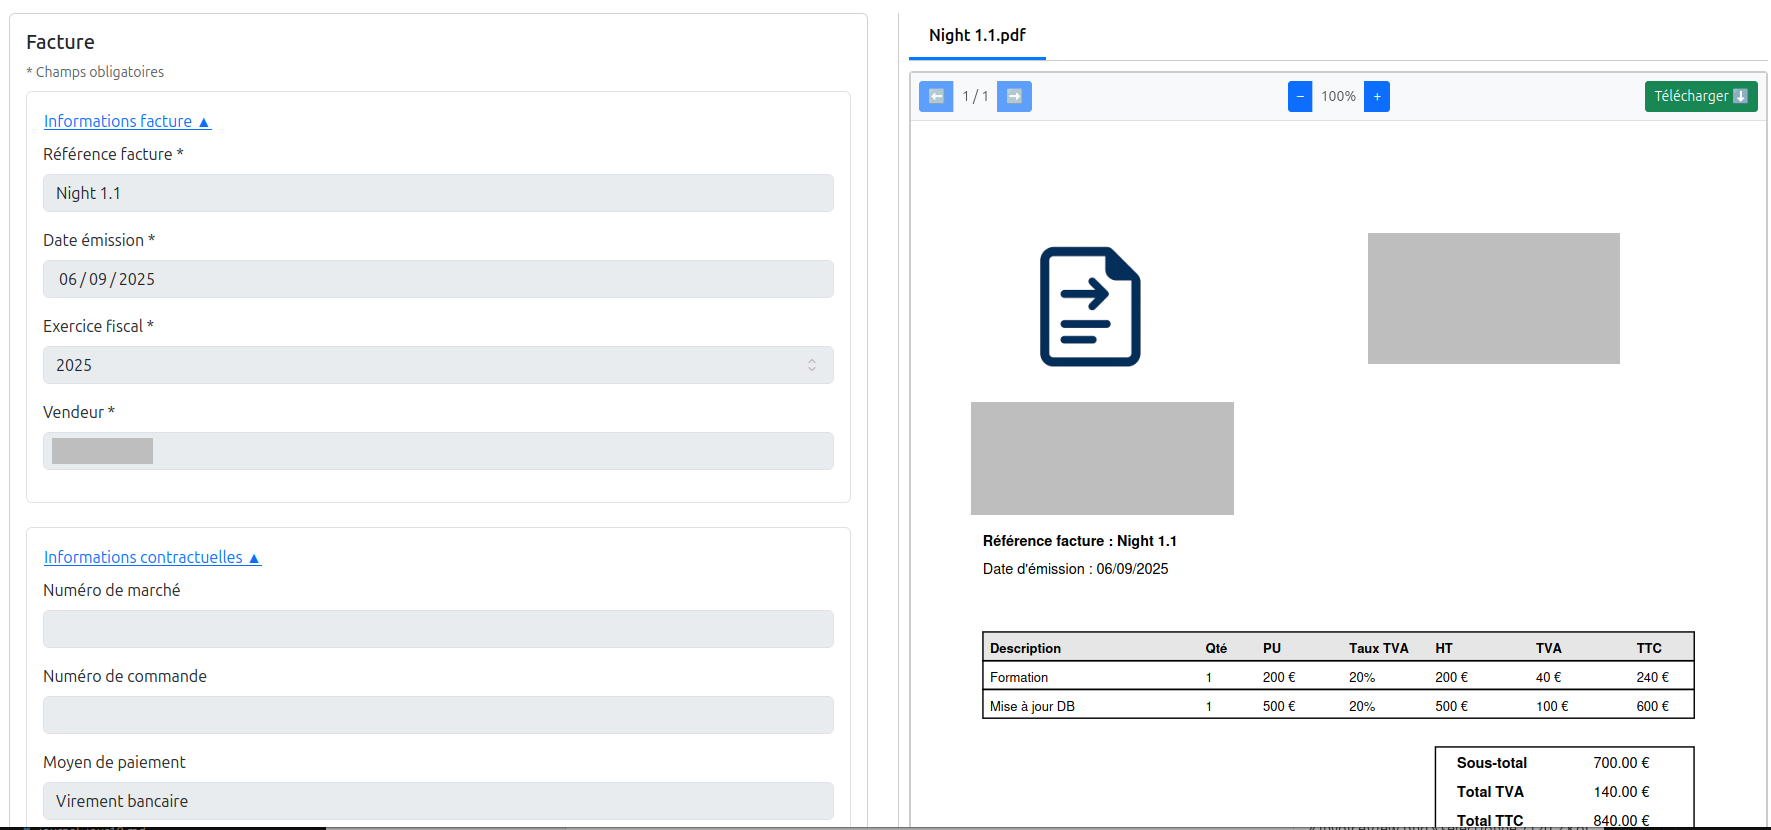 Facture
* Champs obligatoires
Informations facture ▲
Référence facture *
Night 1.1
Date émission *
06/09/2025
Exercice fiscal *
2025
Vendeur *
Informations contractuelles ▲
Numéro de marché
Numéro de commande
Moyen de paiement
Virement bancaire
Night 1.1.pdf
1 / 1
− 100% +
Télécharger
Référence facture : Night 1.1
Date d'émission : 06/09/2025
Description Qté PU Taux TVA HT TVA TTC
Formation 1 200 € 20% 200 € 40 € 240 €
Mise à jour DB 1 500 € 20% 500 € 100 € 600 €
Sous-total 700.00 €
Total TVA 140.00 €
Total TTC 840.00 €